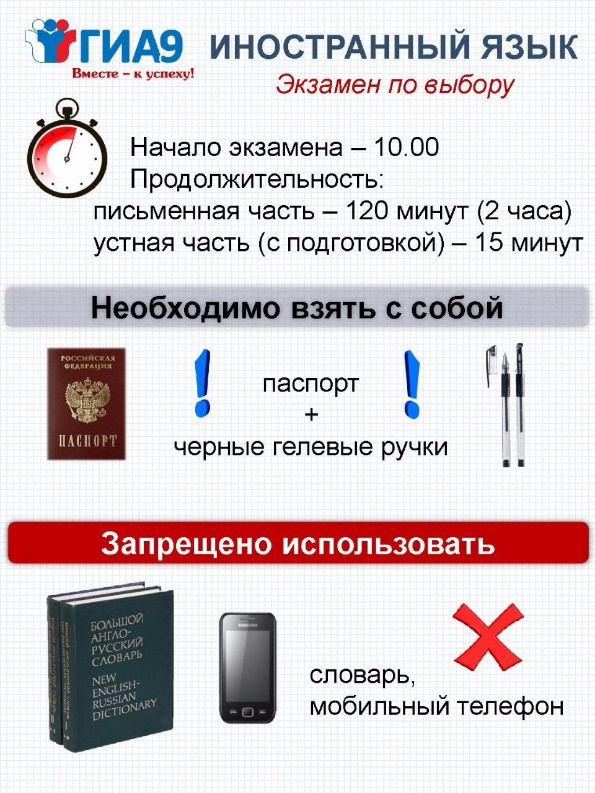 ГИА9
Вместе – к успеху!
ИНОСТРАННЫЙ ЯЗЫК
Экзамен по выбору
Начало экзамена – 10.00
Продолжительность:
письменная часть – 120 минут (2 часа)
устная часть (с подготовкой) – 15 минут
Необходимо взять с собой
РОССИЙСКАЯ
ФЕДЕРАЦИЯ
ПАСПОРТ
паспорт
+
черные гелевые ручки
Запрещено использовать
БОЛЬШОЙ
АНГЛО-
РУССКИЙ
СЛОВАРЬ
NEW
ENGLISH-
RUSSIAN
DICTIONARY
SAMSUNG
словарь,
мобильный телефон